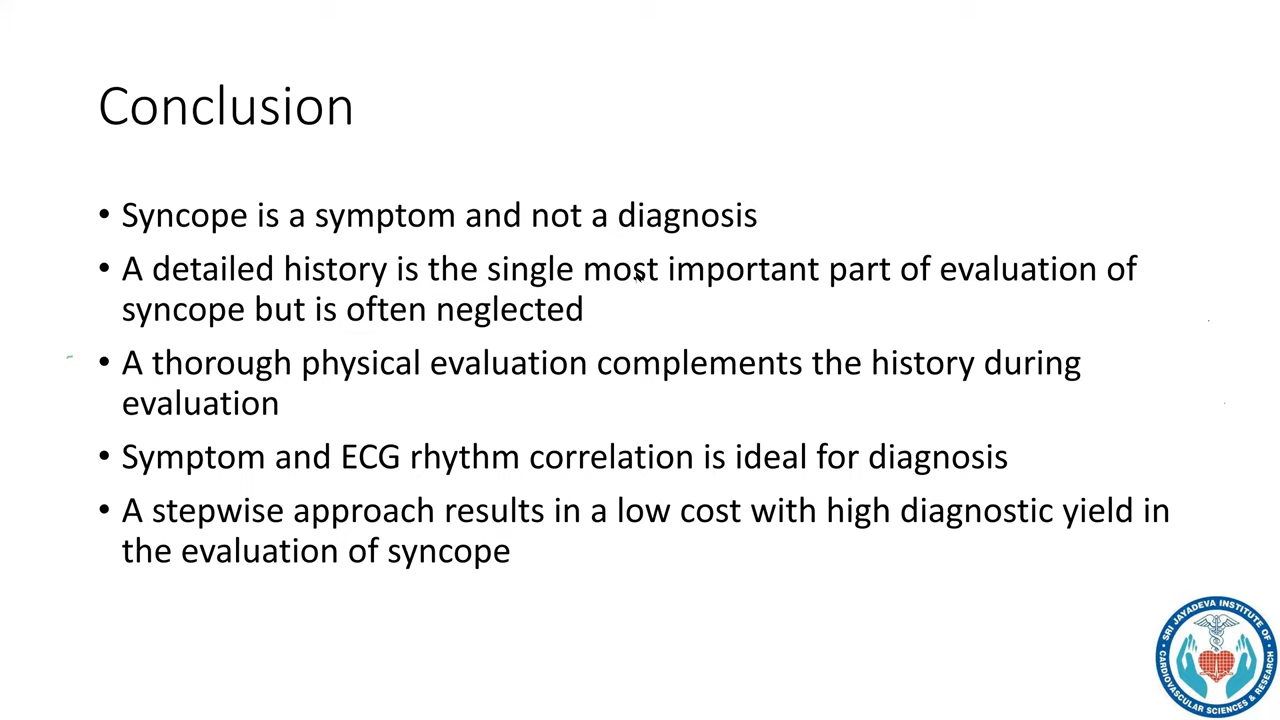 Conclusion
• Syncope is a symptom and not a diagnosis
• A detailed history is the single most important part of evaluation of
syncope but is often neglected
• A thorough physical evaluation complements the history during
evaluation
• Symptom and ECG rhythm correlation is ideal for diagnosis
• A stepwise approach results in a low cost with high diagnostic yield in
the evaluation of syncope
SRI JAYADEVA INSTITUTE OF
CARDIOVASCULAR SCIENCES & RESEARCH